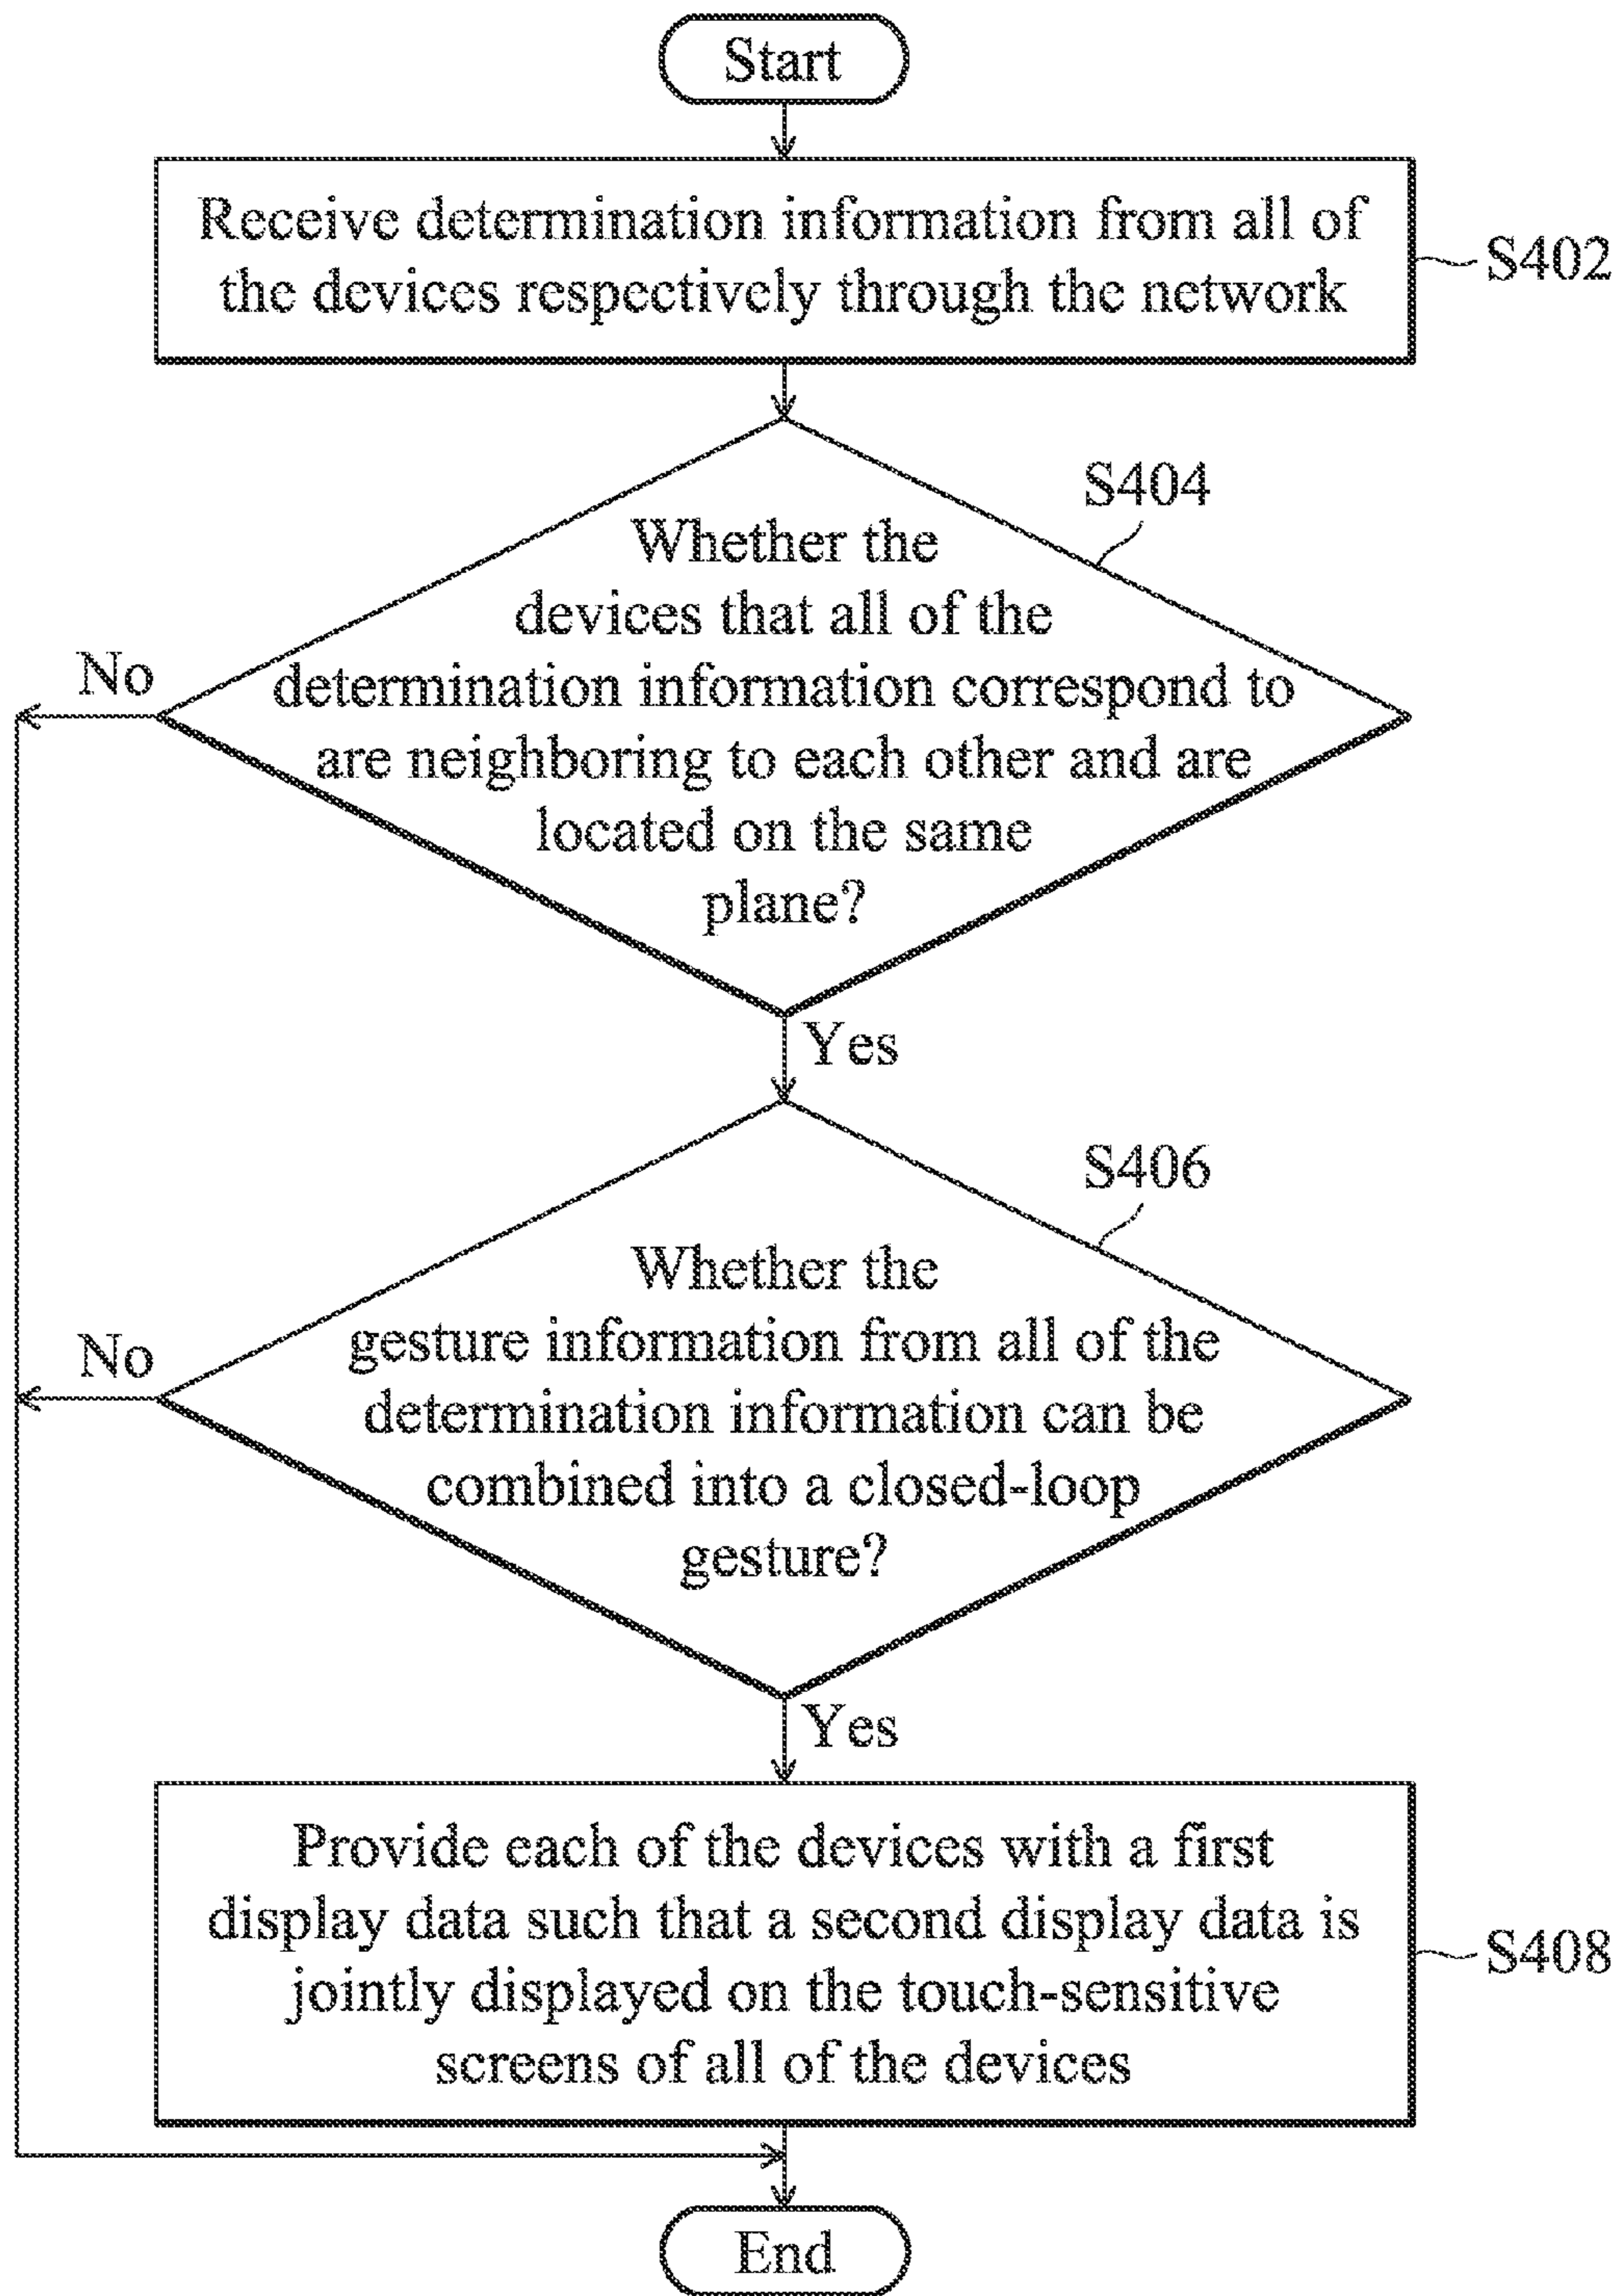 Start
Receive determination information from all of
the devices respectively through the network
S402
S404
Whether the
devices that all of the
determination information correspond to
are neighboring to each other and are
located on the same
plane?
No
Yes
S406
Whether the
gesture information from all of the
determination information can be
combined into a closed-loop
gesture?
No
Yes
Provide each of the devices with a first
display data such that a second display data is
jointly displayed on the touch-sensitive
screens of all of the devices
S408
End